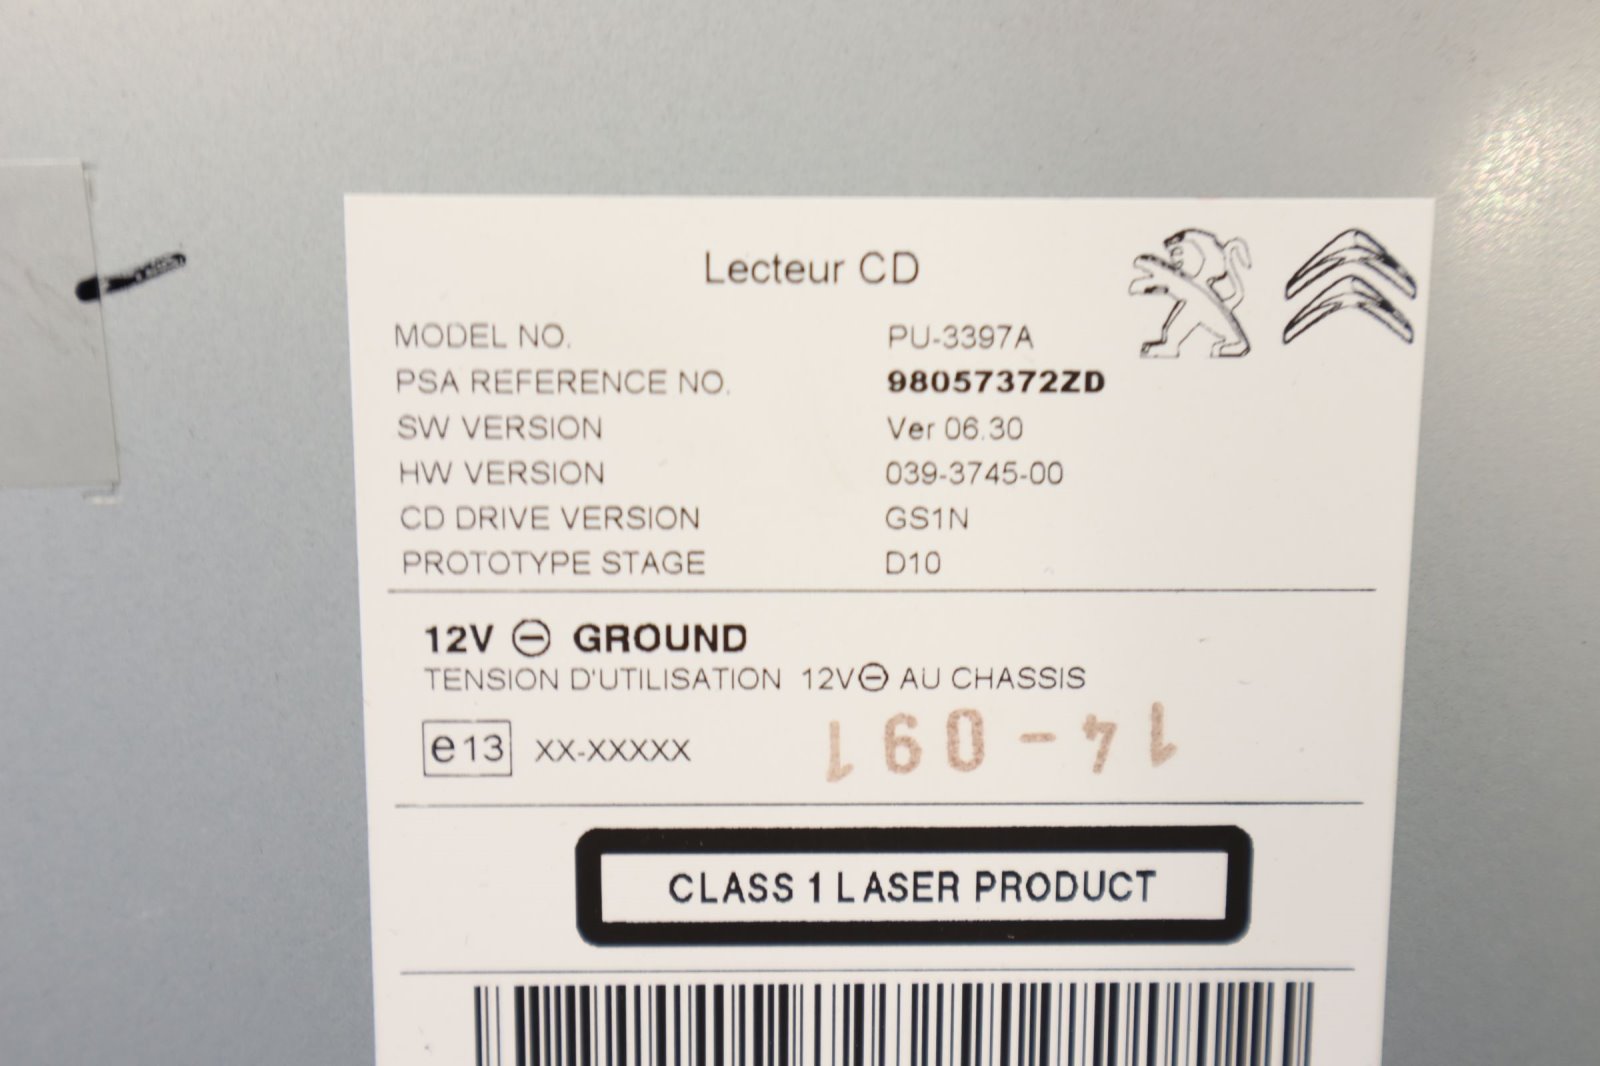 Lecteur CD
MODEL NO. PU-3397A
PSA REFERENCE NO. 98057372ZD
SW VERSION Ver 06.30
HW VERSION 039-3745-00
CD DRIVE VERSION GS1N
PROTOTYPE STAGE D10
12V ⊖ GROUND
TENSION D'UTILISATION 12V⊖ AU CHASSIS
e13 XX-XXXXX
14-091
CLASS 1 LASER PRODUCT